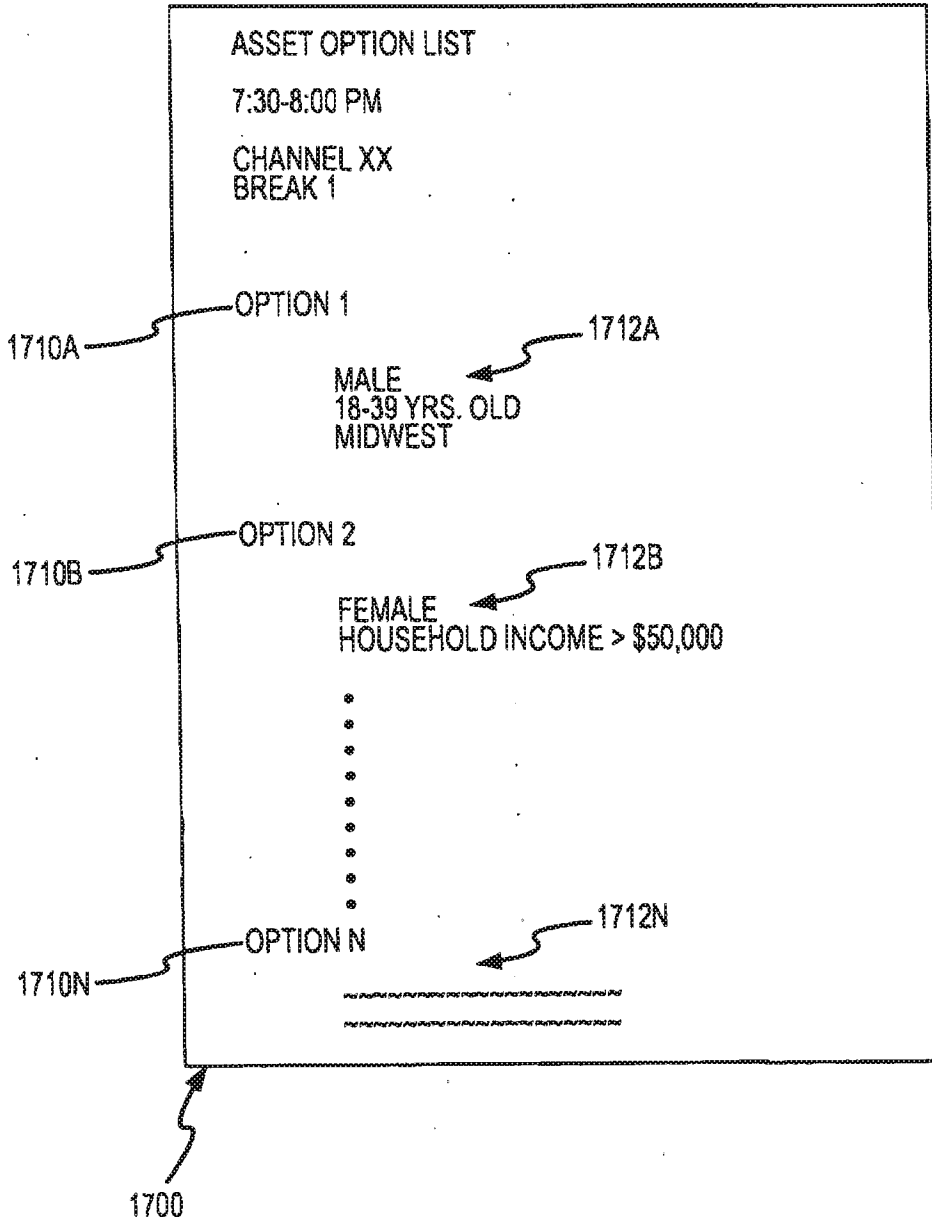 ASSET OPTION LIST
7:30-8:00 PM
CHANNEL XX
BREAK 1
OPTION 1
1710A
1712A
MALE
18-39 YRS. OLD
MIDWEST
OPTION 2
1710B
1712B
FEMALE
HOUSEHOLD INCOME > $50,000
1712N
OPTION N
1710N
1700